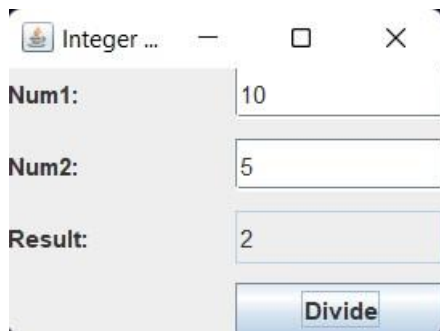 Integer ...
Num1: 10
Num2: 5
Result: 2
Divide